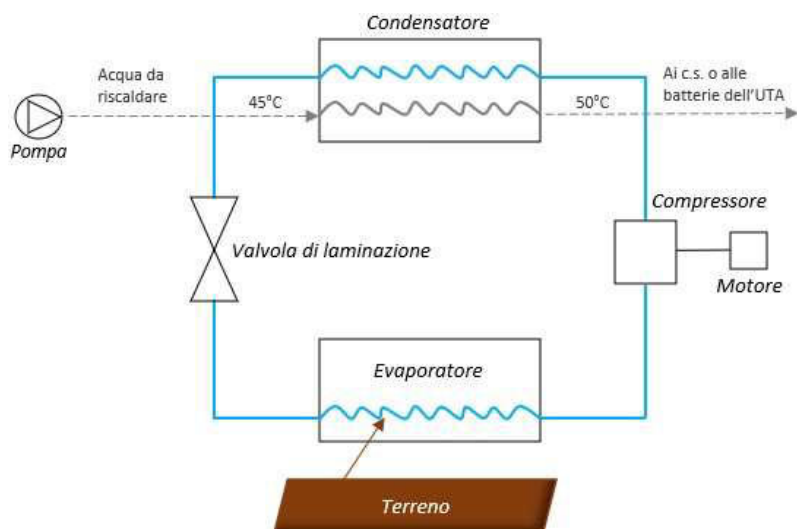 Condensatore
Acqua da
riscaldare
45°C
50°C
Ai c.s. o alle
batterie dell'UTA
Pompa
Compressore
Valvola di laminazione
Motore
Evaporatore
Terreno